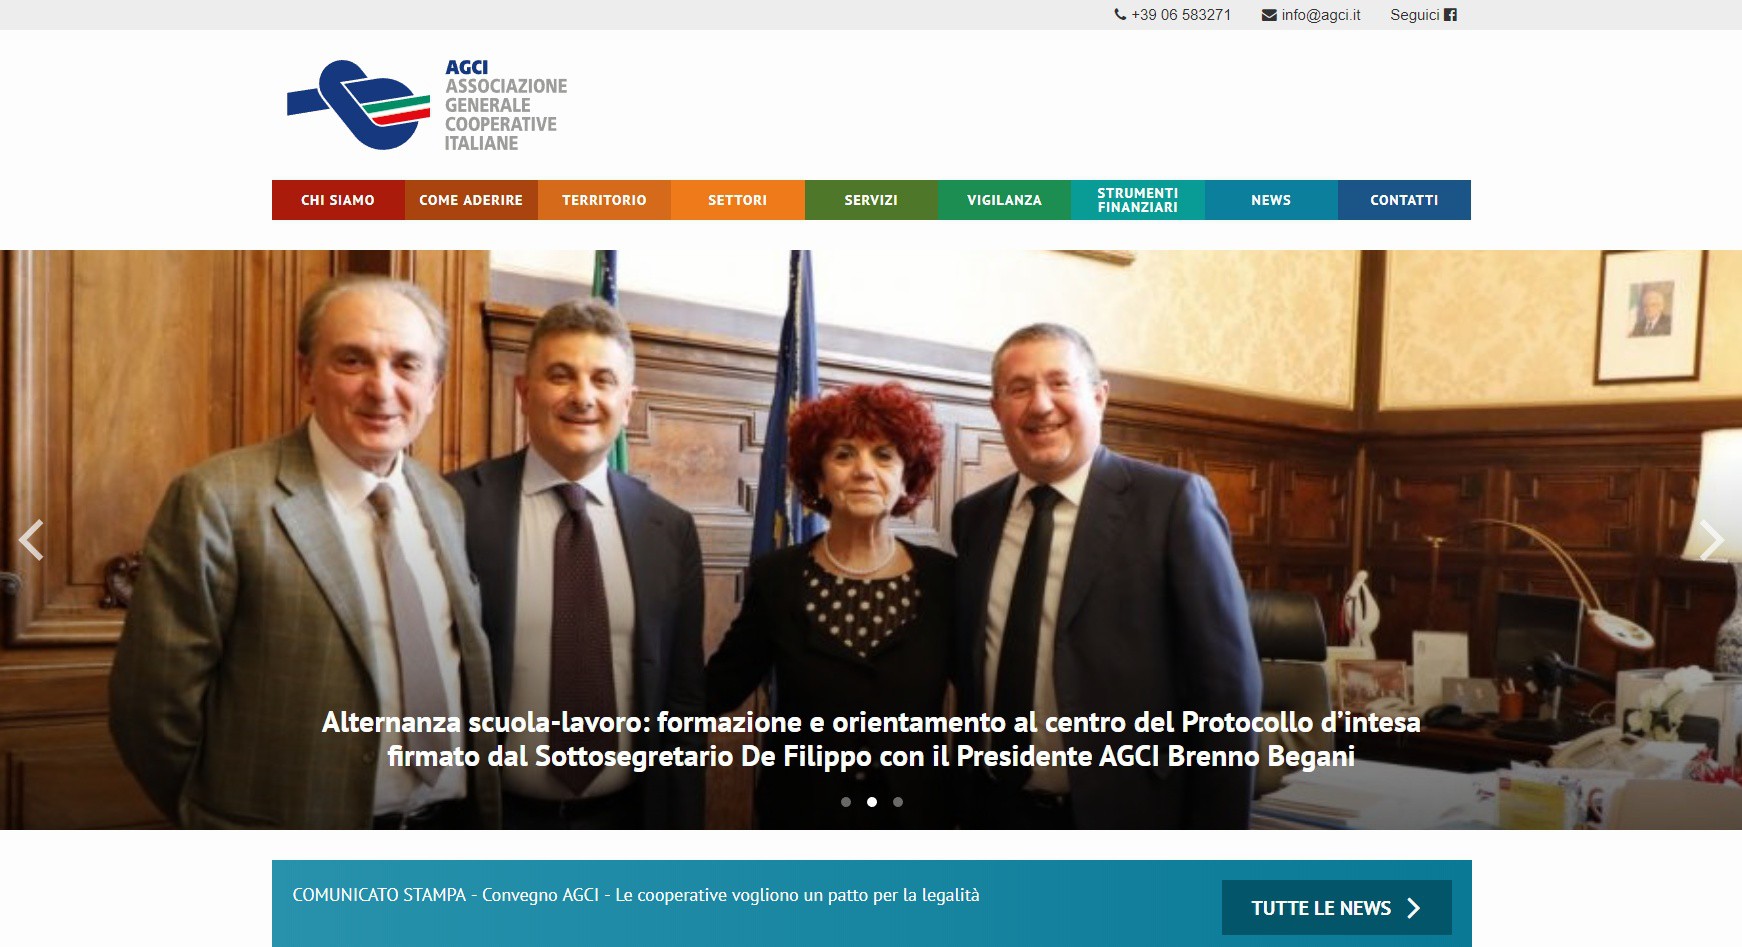 +39 06 583271 info@agci.it Seguici
AGCI
ASSOCIAZIONE
GENERALE
COOPERATIVE
ITALIANE
CHI SIAMO COME ADERIRE TERRITORIO SETTORI SERVIZI VIGILANZA STRUMENTI FINANZIARI NEWS CONTATTI
Alternanza scuola-lavoro: formazione e orientamento al centro del Protocollo d’intesa
firmato dal Sottosegretario De Filippo con il Presidente AGCI Brenno Begani
COMUNICATO STAMPA - Convegno AGCI - Le cooperative vogliono un patto per la legalità
TUTTE LE NEWS